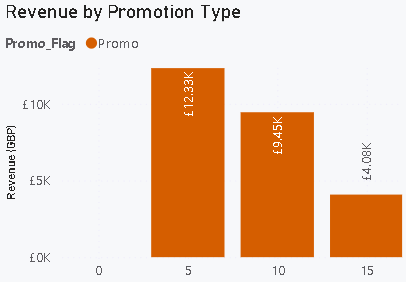 Revenue by Promotion Type
Promo_Flag Promo
Revenue (GBP)
£10K
£5K
£0K
£12.33K
£9.45K
£4.08K
0 5 10 15